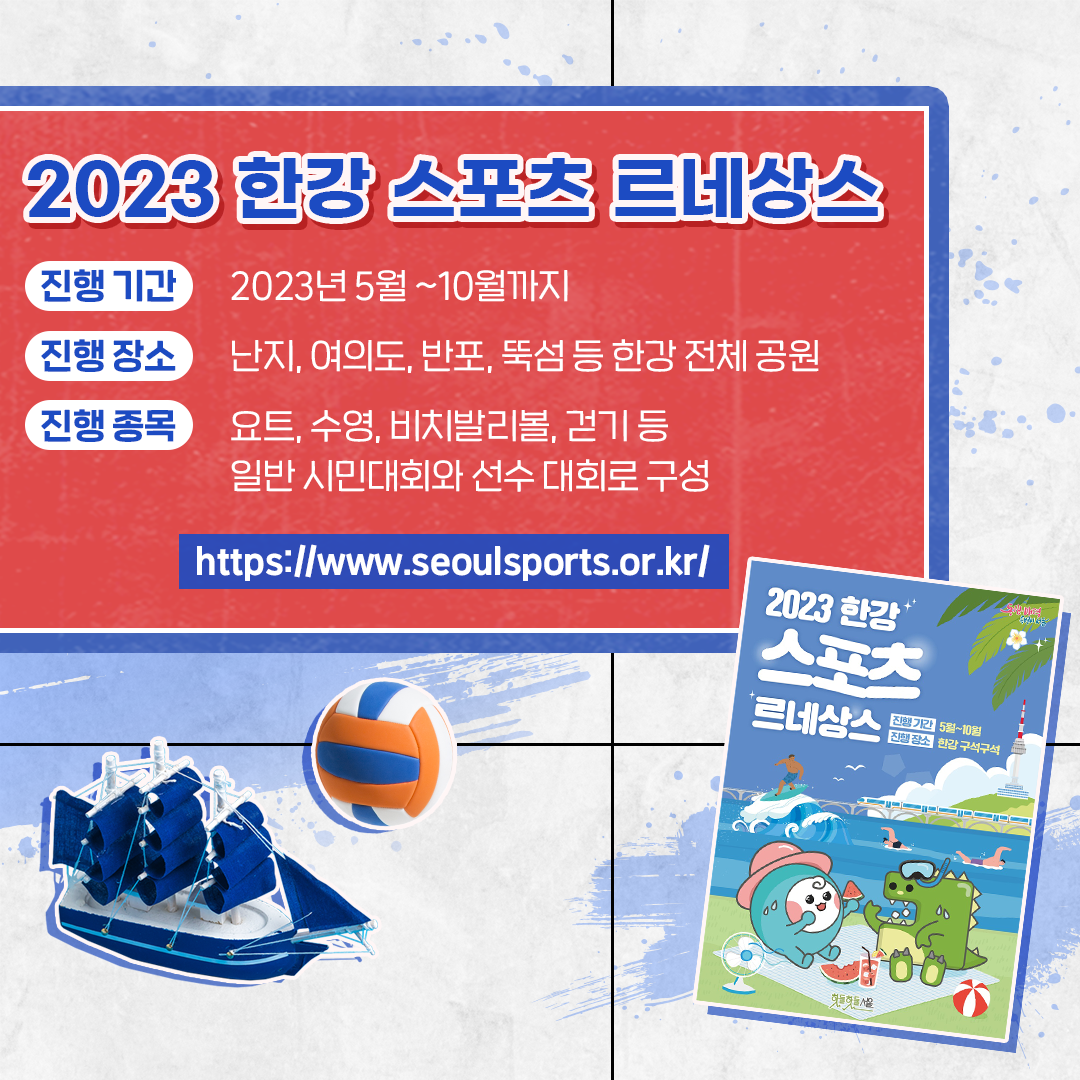 2023 한강 스포츠 르네상스
진행 기간 2023년 5월 ~10월까지
진행 장소 난지, 여의도, 반포, 뚝섬 등 한강 전체 공원
진행 종목 요트, 수영, 비치발리볼, 걷기 등
일반 시민대회와 선수 대회로 구성
https://www.seoulsports.or.kr/
2023 한강
스포츠
르네상스
진행 기간 5월~10월
진행 장소 한강 구석구석